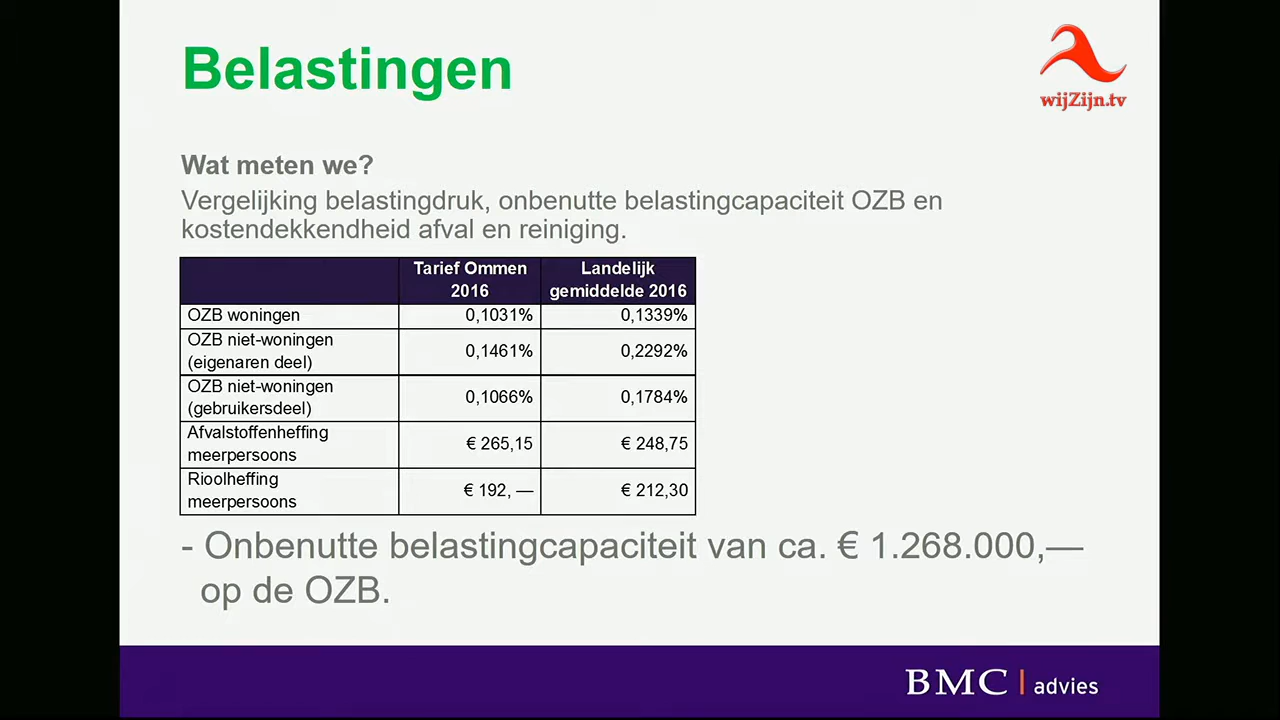 Belastingen
wijZijn.tv
Wat meten we?
Vergelijking belastingdruk, onbenutte belastingcapaciteit OZB en
kostendekkendheid afval en reiniging.
Tarief Ommen
2016
Landelijk
gemiddelde 2016
OZB woningen 0,1031% 0,1339%
OZB niet-woningen
(eigenaren deel) 0,1461% 0,2292%
OZB niet-woningen
(gebruikersdeel) 0,1066% 0,1784%
Afvalstoffenheffing
meerpersoons € 265,15 € 248,75
Rioolheffing
meerpersoons € 192, — € 212,30
- Onbenutte belastingcapaciteit van ca. € 1.268.000,—
op de OZB.
BMC | advies